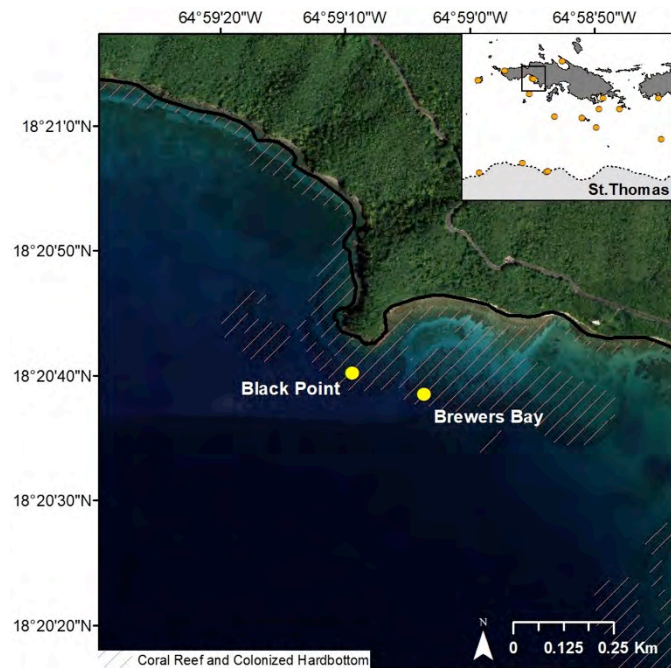 64°59'20"W 64°59'10"W 64°59'0"W 64°58'50"W
18°21'0"N
18°20'50"N
18°20'40"N
18°20'30"N
18°20'20"N
St.Thomas
Black Point
Brewers Bay
N
0 0.125 0.25 Km
Coral Reef and Colonized Hardbottom